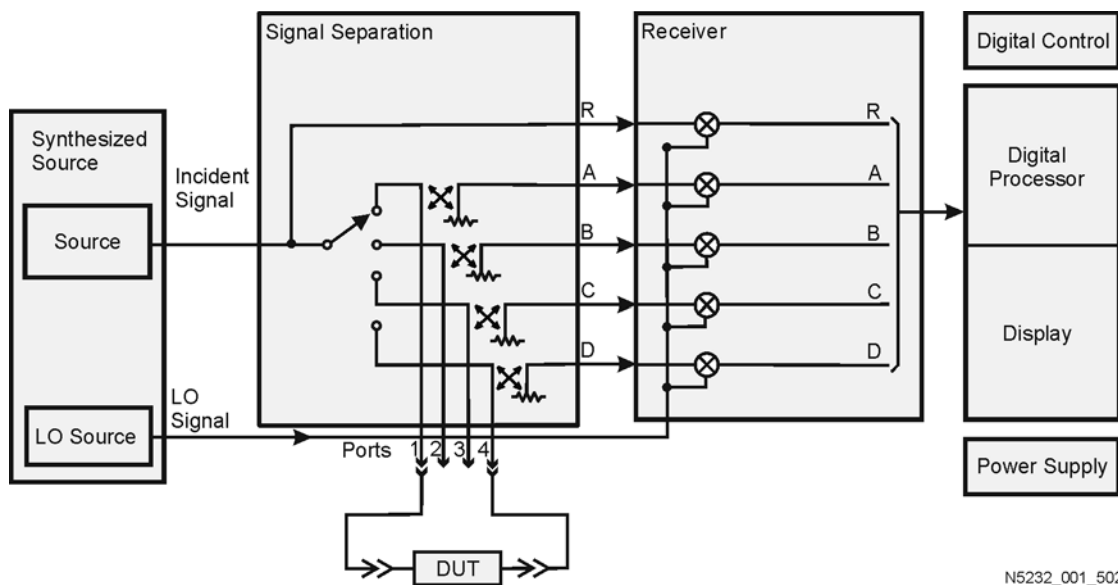 Signal Separation
Receiver
Digital Control
Synthesized
Source
Incident
Signal
Source
R
A
B
C
D
R
A
B
C
D
Digital
Processor
Display
LO
Signal
LO Source
Ports 1 2 3 4
Power Supply
DUT